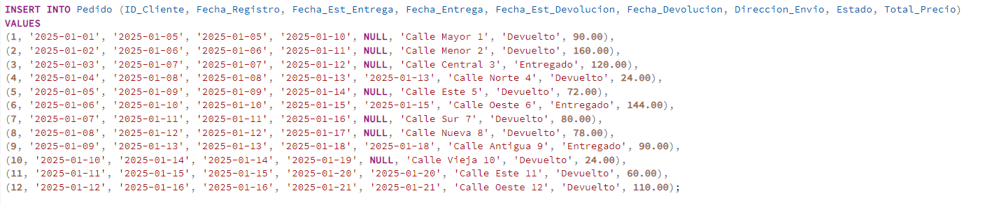 INSERT INTO Pedido (ID_Cliente, Fecha_Registro, Fecha_Est_Entrega, Fecha_Entrega, Fecha_Est_Devolucion, Fecha_Devolucion, Direccion_Envio, Estado, Total_Precio)
VALUES
(1, '2025-01-01', '2025-01-05', '2025-01-05', '2025-01-10', NULL, 'Calle Mayor 1', 'Devuelto', 90.00),
(2, '2025-01-02', '2025-01-06', '2025-01-06', '2025-01-11', NULL, 'Calle Menor 2', 'Devuelto', 160.00),
(3, '2025-01-03', '2025-01-07', '2025-01-07', '2025-01-12', NULL, 'Calle Central 3', 'Entregado', 120.00),
(4, '2025-01-04', '2025-01-08', '2025-01-08', '2025-01-13', '2025-01-13', 'Calle Norte 4', 'Devuelto', 24.00),
(5, '2025-01-05', '2025-01-09', '2025-01-09', '2025-01-14', NULL, 'Calle Este 5', 'Devuelto', 72.00),
(6, '2025-01-06', '2025-01-10', '2025-01-10', '2025-01-15', '2025-01-15', 'Calle Oeste 6', 'Entregado', 144.00),
(7, '2025-01-07', '2025-01-11', '2025-01-11', '2025-01-16', NULL, 'Calle Sur 7', 'Devuelto', 80.00),
(8, '2025-01-08', '2025-01-12', '2025-01-12', '2025-01-17', NULL, 'Calle Nueva 8', 'Devuelto', 78.00),
(9, '2025-01-09', '2025-01-13', '2025-01-13', '2025-01-18', '2025-01-18', 'Calle Antigua 9', 'Entregado', 90.00),
(10, '2025-01-10', '2025-01-14', '2025-01-14', '2025-01-19', NULL, 'Calle Vieja 10', 'Devuelto', 24.00),
(11, '2025-01-11', '2025-01-15', '2025-01-15', '2025-01-20', '2025-01-20', 'Calle Este 11', 'Devuelto', 60.00),
(12, '2025-01-12', '2025-01-16', '2025-01-16', '2025-01-21', '2025-01-21', 'Calle Oeste 12', 'Devuelto', 110.00);